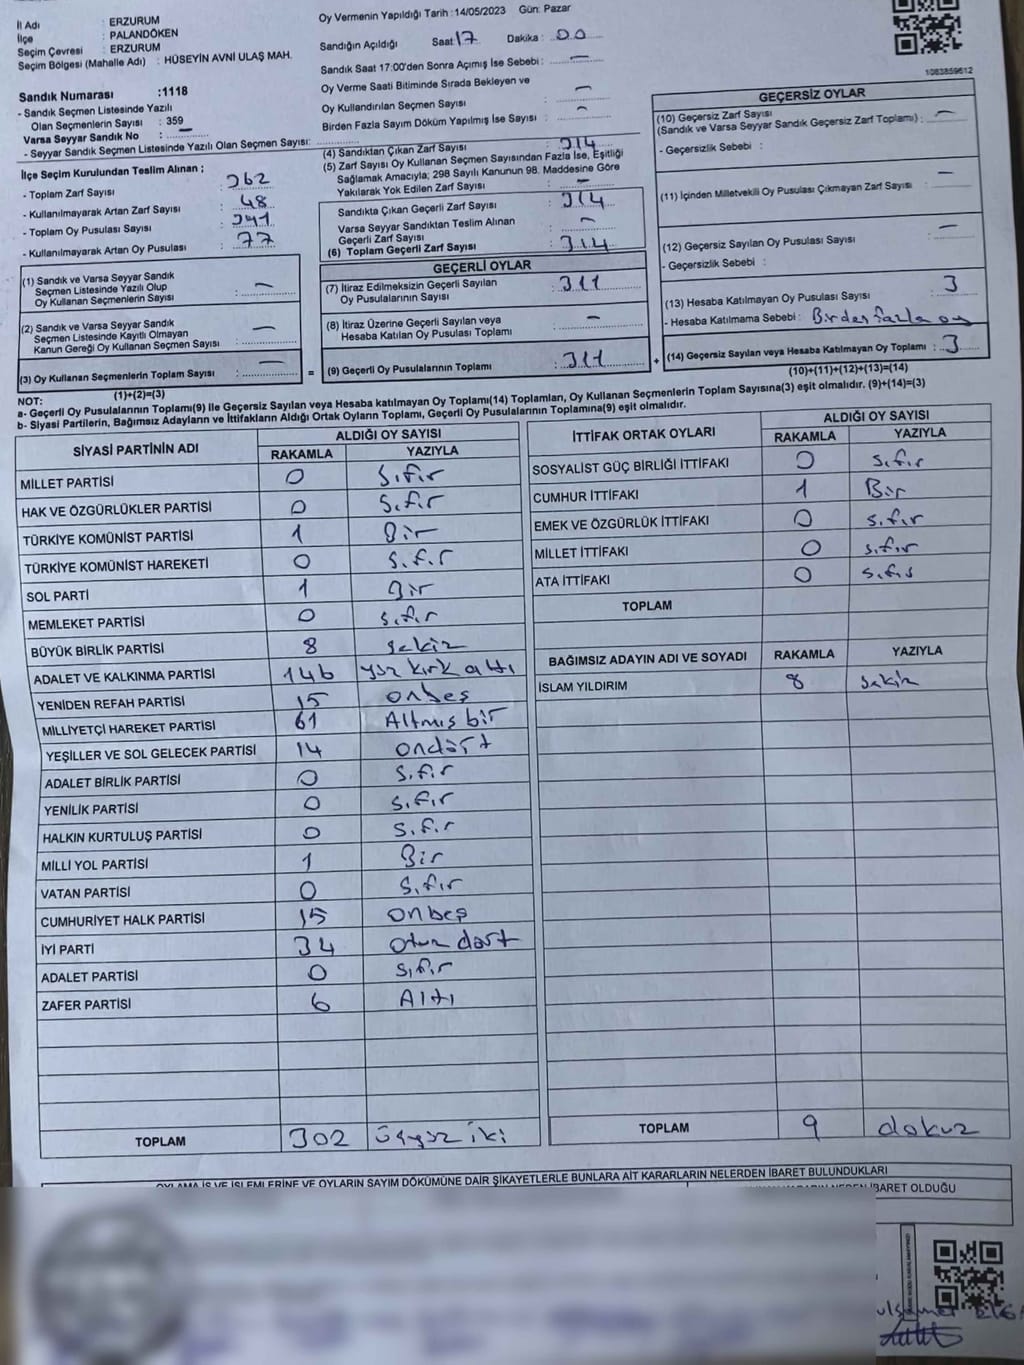 İl Adı : ERZURUM
İlçe : PALANDÖKEN
Seçim Çevresi : ERZURUM
Seçim Bölgesi (Mahalle Adı) : HÜSEYİN AVNİ ULAŞ MAH.
Sandık Numarası :1118
- Sandık Seçmen Listesinde Yazılı
Olan Seçmenlerin Sayısı : 359
Varsa Seyyar Sandık No : –
- Seyyar Sandık Seçmen Listesinde Yazılı Olan Seçmen Sayısı:
İlçe Seçim Kurulundan Teslim Alınan ;
- Toplam Zarf Sayısı : 362
- Kullanılmayarak Artan Zarf Sayısı : 48
- Toplam Oy Pusulası Sayısı : 391
- Kullanılmayarak Artan Oy Pusulası : 77
(1) Sandık ve Varsa Seyyar Sandık
Seçmen Listesinde Yazılı Olup
Oy Kullanan Seçmenlerin Sayısı : –
(2) Sandık ve Varsa Seyyar Sandık
Seçmen Listesinde Kayıtlı Olmayan
Kanun Gereği Oy Kullanan Seçmen Sayısı : –
(3) Oy Kullanan Seçmenlerin Toplam Sayısı : –
(1)+(2)=(3)
Oy Vermenin Yapıldığı Tarih :14/05/2023 Gün: Pazar
Sandığın Açıldığı Saat 17 Dakika : 00
Sandık Saat 17:00'den Sonra Açımış İse Sebebi : –
Oy Verme Saati Bitiminde Sırada Bekleyen ve
Oy Kullandırılan Seçmen Sayısı : –
Birden Fazla Sayım Döküm Yapılmış İse Sayısı : –
(4) Sandıktan Çıkan Zarf Sayısı : 314
(5) Zarf Sayısı Oy Kullanan Seçmen Sayısından Fazla İse, Eşitliği
Sağlamak Amacıyla; 298 Sayılı Kanunun 98. Maddesine Göre
Yakılarak Yok Edilen Zarf Sayısı : –
Sandıkta Çıkan Geçerli Zarf Sayısı : 314
Varsa Seyyar Sandıktan Teslim Alınan
Geçerli Zarf Sayısı : –
(6) Toplam Geçerli Zarf Sayısı : 314
GEÇERLİ OYLAR
(7) İtiraz Edilmeksizin Geçerli Sayılan
Oy Pusulalarının Sayısı : 311
(8) İtiraz Üzerine Geçerli Sayılan veya
Hesaba Katılan Oy Pusulası Toplamı : –
= (9) Geçerli Oy Pusulalarının Toplamı : 311 +
1083859612
GEÇERSİZ OYLAR
(10) Geçersiz Zarf Sayısı
(Sandık ve Varsa Seyyar Sandık Geçersiz Zarf Toplamı) : –
- Geçersizlik Sebebi :
(11) İçinden Milletvekili Oy Pusulası Çıkmayan Zarf Sayısı : –
(12) Geçersiz Sayılan Oy Pusulası Sayısı : –
- Geçersizlik Sebebi :
(13) Hesaba Katılmayan Oy Pusulası Sayısı : 3
- Hesaba Katılmama Sebebi : Birden fazla oy
(14) Geçersiz Sayılan veya Hesaba Katılmayan Oy Toplamı : 3
(10)+(11)+(12)+(13)=(14)
NOT:
a- Geçerli Oy Pusulalarının Toplamı(9) ile Geçersiz Sayılan veya Hesaba katılmayan Oy Toplamı(14) Toplamları, Oy Kullanan Seçmenlerin Toplam Sayısına(3) eşit olmalıdır. (9)+(14)=(3)
b- Siyasi Partilerin, Bağımsız Adayların ve İttifakların Aldığı Ortak Oyların Toplamı, Geçerli Oy Pusulalarının Toplamına(9) eşit olmalıdır.
SİYASİ PARTİNİN ADI ALDIĞI OY SAYISI
RAKAMLA YAZIYLA
MİLLET PARTİSİ 0 Sıfır
HAK VE ÖZGÜRLÜKLER PARTİSİ 0 Sıfır
TÜRKİYE KOMÜNİST PARTİSİ 1 Bir
TÜRKİYE KOMÜNİST HAREKETİ 0 Sıfır
SOL PARTİ 1 Bir
MEMLEKET PARTİSİ 0 Sıfır
BÜYÜK BİRLİK PARTİSİ 8 sekiz
ADALET VE KALKINMA PARTİSİ 146 yüz kırk altı
YENİDEN REFAH PARTİSİ 15 onbeş
MİLLİYETÇİ HAREKET PARTİSİ 61 Altmış bir
YEŞİLLER VE SOL GELECEK PARTİSİ 14 ondört
ADALET BİRLİK PARTİSİ 0 Sıfır
YENİLİK PARTİSİ 0 Sıfır
HALKIN KURTULUŞ PARTİSİ 0 Sıfır
MİLLİ YOL PARTİSİ 1 Bir
VATAN PARTİSİ 0 Sıfır
CUMHURİYET HALK PARTİSİ 15 onbeş
İYİ PARTİ 34 otuz dört
ADALET PARTİSİ 0 Sıfır
ZAFER PARTİSİ 6 Altı
TOPLAM 302 üçyüz iki
İTTİFAK ORTAK OYLARI ALDIĞI OY SAYISI
RAKAMLA YAZIYLA
SOSYALİST GÜÇ BİRLİĞİ İTTİFAKI 0 Sıfır
CUMHUR İTTİFAKI 1 Bir
EMEK VE ÖZGÜRLÜK İTTİFAKI 0 Sıfır
MİLLET İTTİFAKI 0 Sıfır
ATA İTTİFAKI 0 Sıfır
TOPLAM
BAĞIMSIZ ADAYIN ADI VE SOYADI RAKAMLA YAZIYLA
İSLAM YILDIRIM 8 sekiz
TOPLAM 9 dokuz
OYLAMA İŞ VE İŞLEMLERİNE VE OYLARIN SAYIM DÖKÜMÜNE DAİR ŞİKAYETLERLE BUNLARA AİT KARARLARIN NELERDEN İBARET BULUNDUKLARI
İBARET OLDUĞU